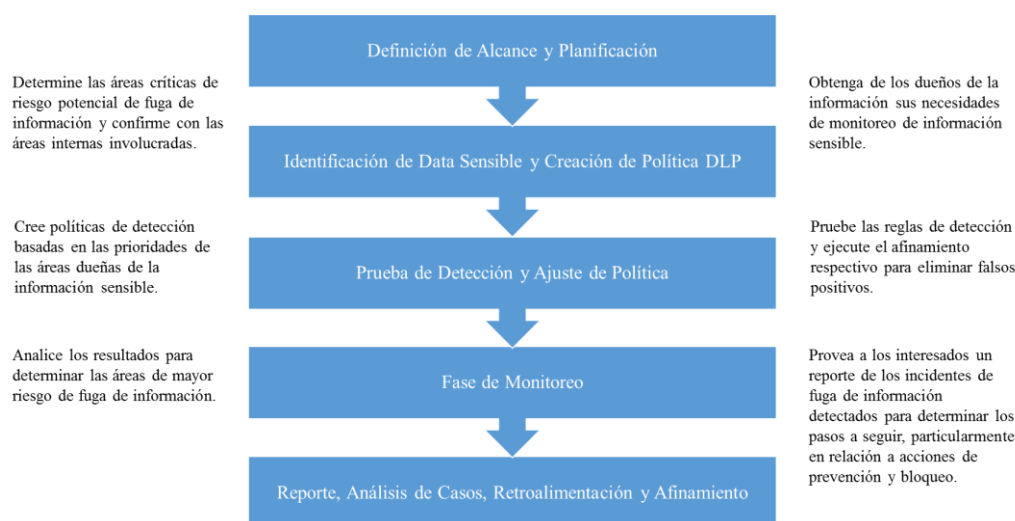 Definición de Alcance y Planificación
Determine las áreas críticas de
riesgo potencial de fuga de
información y confirme con las
áreas internas involucradas.
Obtenga de los dueños de la
información sus necesidades
de monitoreo de información
sensible.
Identificación de Data Sensible y Creación de Política DLP
Cree políticas de detección
basadas en las prioridades de
las áreas dueñas de la
información sensible.
Pruebe las reglas de detección
y ejecute el afinamiento
respectivo para eliminar falsos
positivos.
Prueba de Detección y Ajuste de Política
Analice los resultados para
determinar las áreas de mayor
riesgo de fuga de información.
Provea a los interesados un
reporte de los incidentes de
fuga de información
detectados para determinar los
pasos a seguir, particularmente
en relación a acciones de
prevención y bloqueo.
Fase de Monitoreo
Reporte, Análisis de Casos, Retroalimentación y Afinamiento